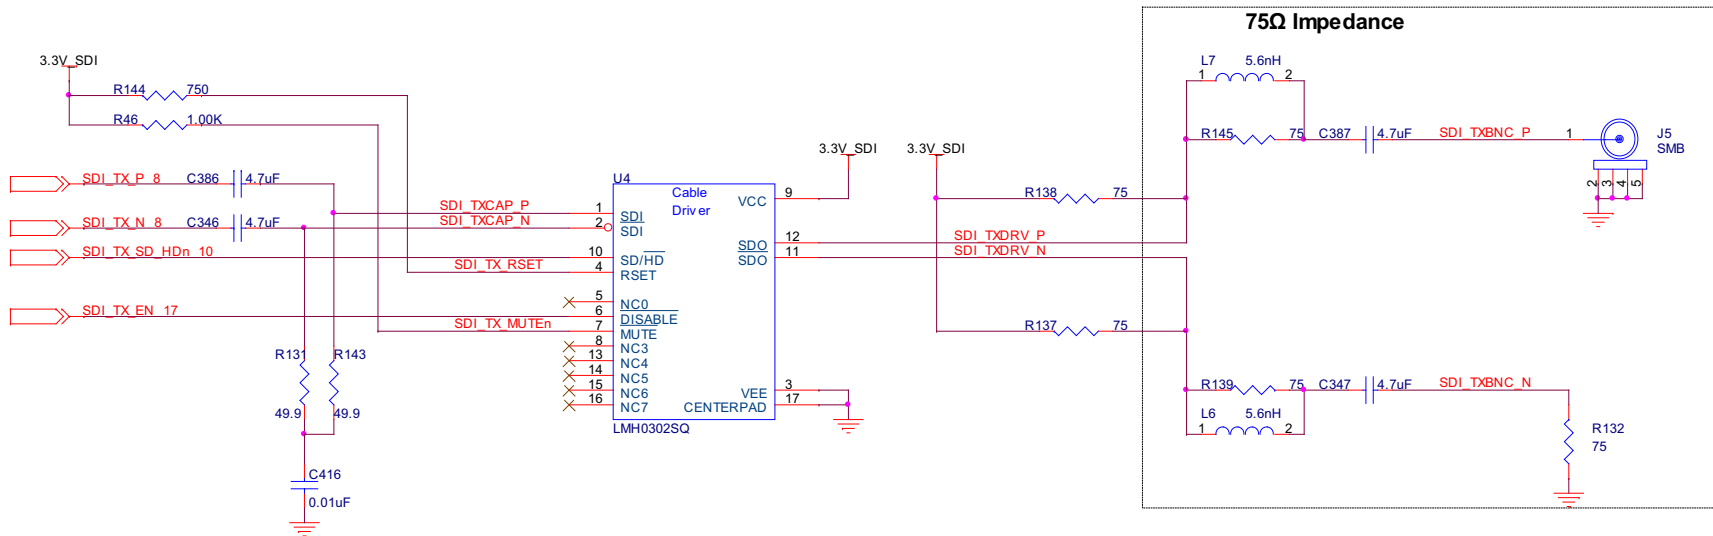 75Ω Impedance
L7 5.6nH
1 2
3.3V_SDI
R144 750
R46 1.00K
R145 75 C387 4.7uF SDI_TXBNC_P 1 J5
SMB
3.3V_SDI 3.3V_SDI
SDI_TX_P 8 C386 4.7uF
U4
Cable
Driver
2 3 4 5
R138 75
9
VCC
SDI_TXCAP_P 1 SDI
SDI_TX_N 8 C346 4.7uF SDI_TXCAP_N 2 SDI
12 SDI_TXDRV_P
SDO
11 SDI_TXDRV_N
SDO
SDI_TX_SD_HDn 10 10 SD/HD
SDI_TX_RSET 4 RSET
5 NC0
SDI_TX_EN 17 6 DISABLE
SDI_TX_MUTEn 7 MUTE
R137 75
8 NC3
R131 R143 13 NC4
14 NC5
15 NC6 VEE 3
16 NC7 CENTERPAD 17
R139 75 C347 4.7uF SDI_TXBNC_N
49.9 49.9
L6 5.6nH
1 2
LMH0302SQ
R132
75
C416
0.01uF